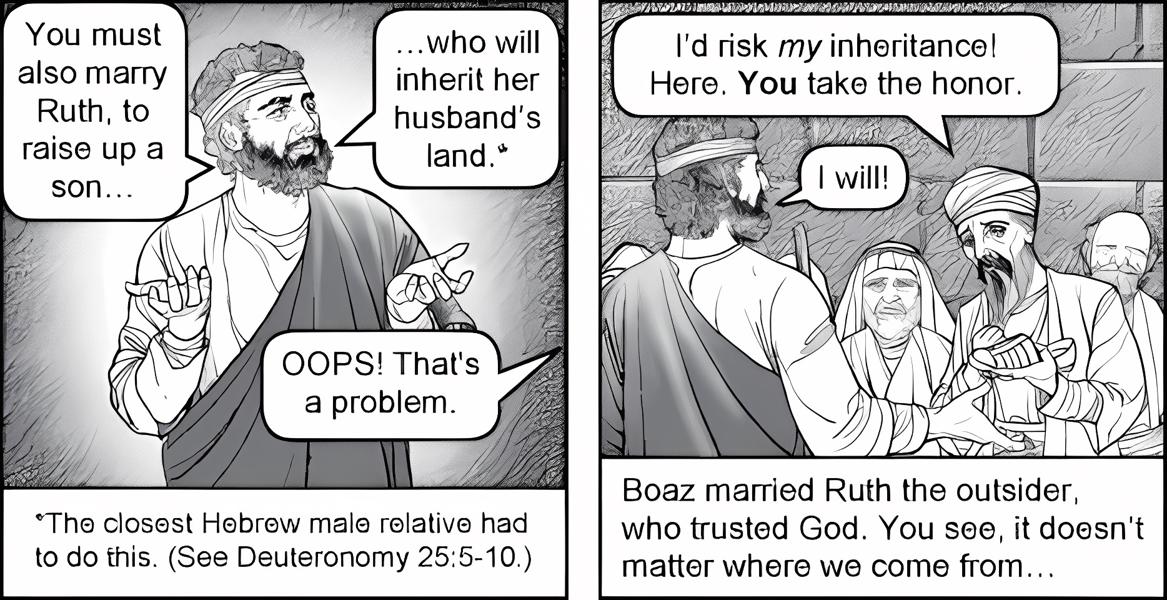 You must
also marry
Ruth, to
raise up a
son...
...who will
inherit her
husband's
land.*
OOPS! That's
a problem.
*The closest Hebrew male relative had
to do this. (See Deuteronomy 25:5-10.)
I'd risk my inheritance!
Here. You take the honor.
I will!
Boaz married Ruth the outsider,
who trusted God. You see, it doesn't
matter where we come from...